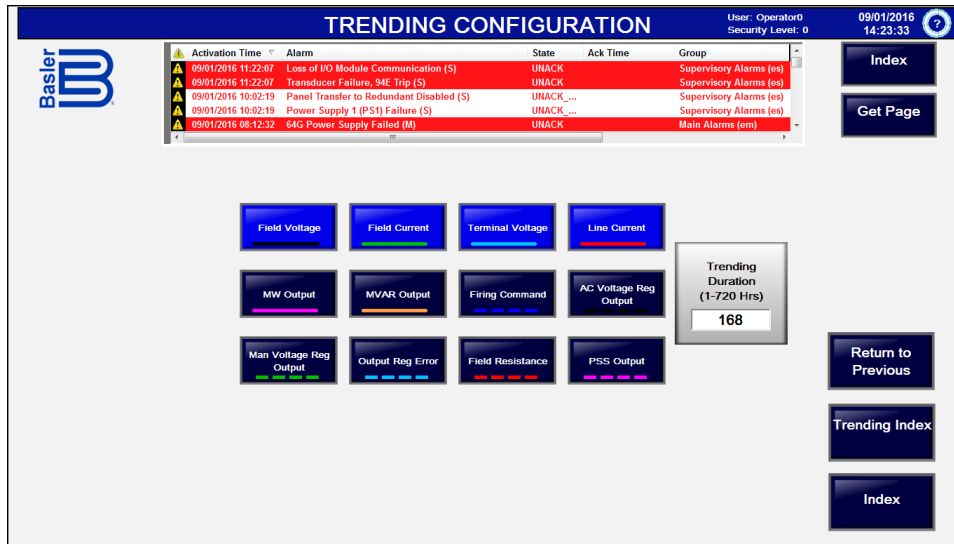 TRENDING CONFIGURATION
User: Operator0
Security Level: 0
09/01/2016
14:23:33
?
Basler
Activation Time Alarm State Ack Time Group
09/01/2016 11:22:07 Loss of I/O Module Communication (S) UNACK Supervisory Alarms (es)
09/01/2016 11:22:07 Transducer Failure, 94E Trip (S) UNACK Supervisory Alarms (es)
09/01/2016 10:02:19 Panel Transfer to Redundant Disabled (S) UNACK_... Supervisory Alarms (es)
09/01/2016 10:02:19 Power Supply 1 (PS1) Failure (S) UNACK_... Supervisory Alarms (es)
09/01/2016 08:12:32 64G Power Supply Failed (M) UNACK Main Alarms (em)
Index
Get Page
Field Voltage
Field Current
Terminal Voltage
Line Current
MW Output
MVAR Output
Firing Command
AC Voltage Reg
Output
Man Voltage Reg
Output
Output Reg Error
Field Resistance
PSS Output
Trending
Duration
(1-720 Hrs)
168
Return to
Previous
Trending Index
Index